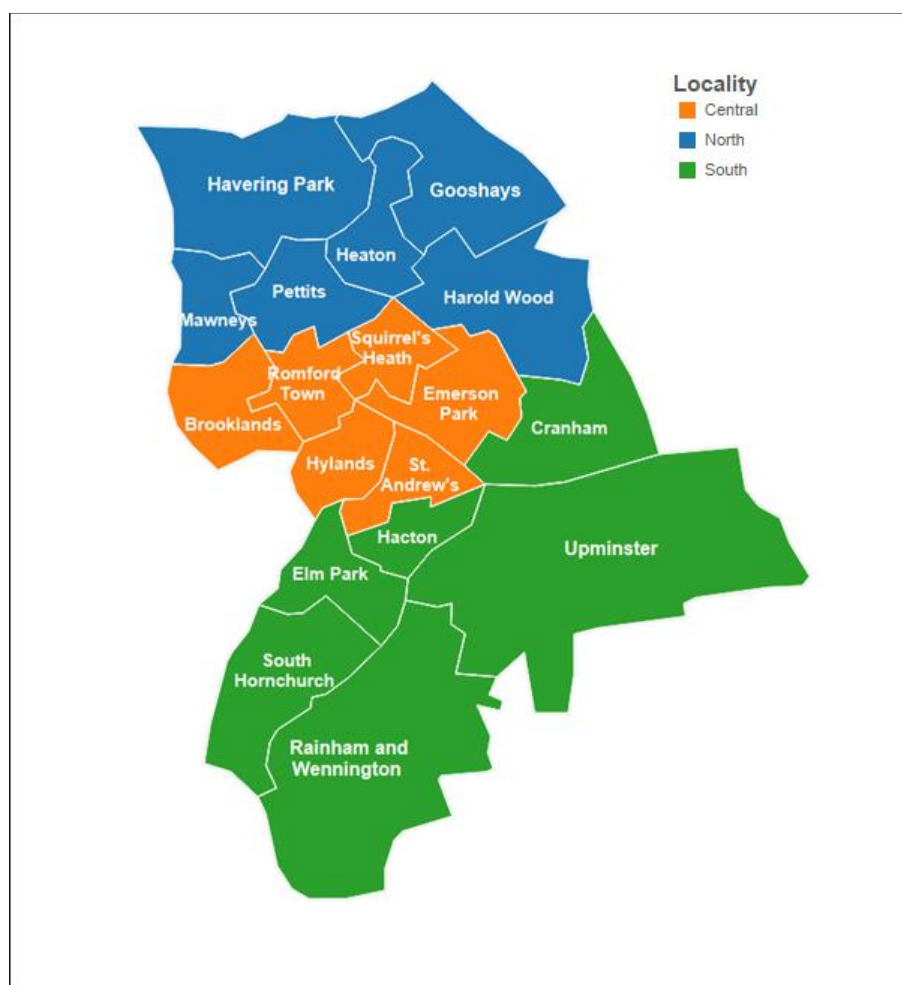 Locality
Central
North
South
Havering Park
Gooshays
Heaton
Pettits
Harold Wood
Mawneys
Squirrel's
Heath
Romford
Town
Emerson
Park
Brooklands
Cranham
Hylands
St.
Andrew's
Hacton
Upminster
Elm Park
South
Hornchurch
Rainham and
Wennington